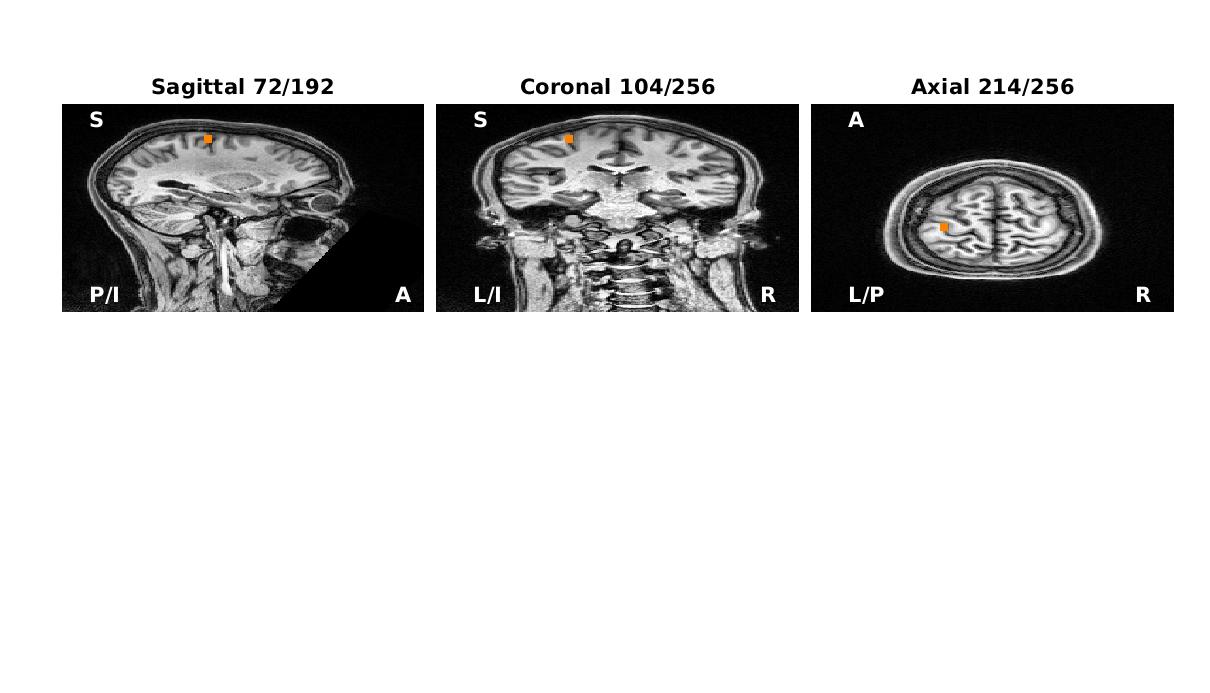 Sagittal 72/192
Coronal 104/256
Axial 214/256
S
S
A
P/I
A
L/I
R
L/P
R